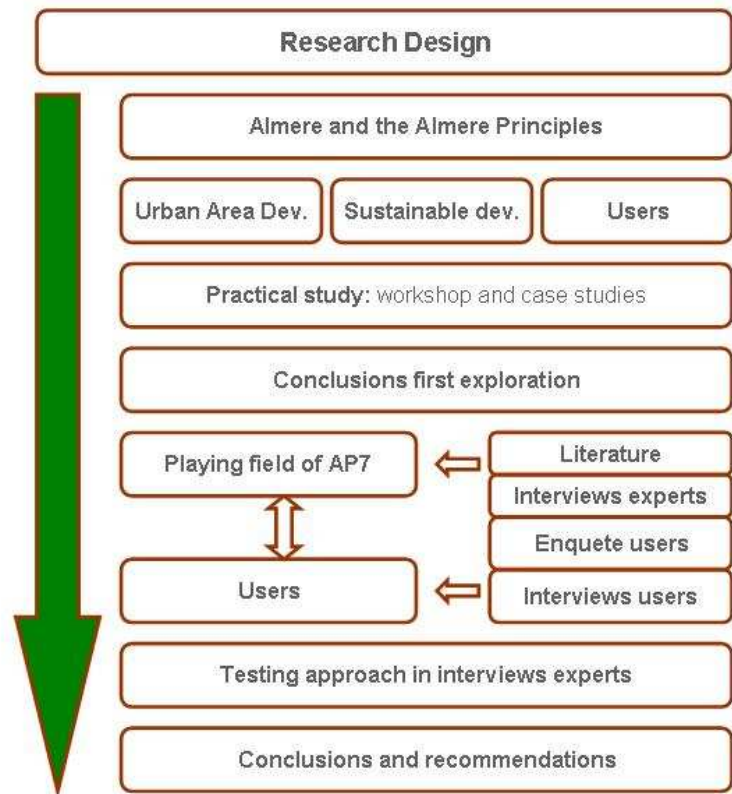 Research Design
Almere and the Almere Principles
Urban Area Dev.
Sustainable dev.
Users
Practical study: workshop and case studies
Conclusions first exploration
Playing field of AP7
Literature
Interviews experts
Enquete users
Users
Interviews users
Testing approach in interviews experts
Conclusions and recommendations